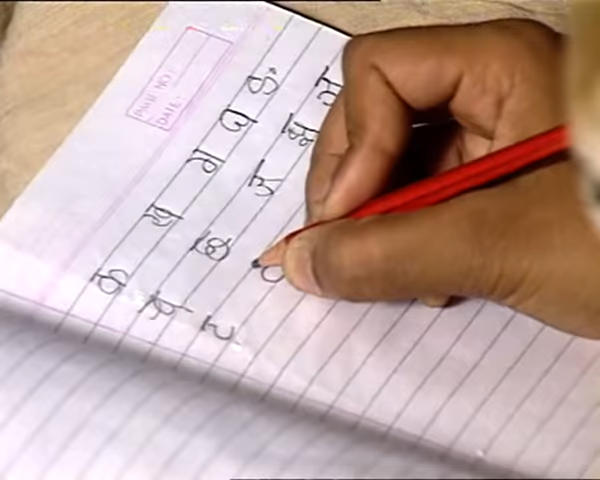 PAGE NO.:
DATE:
क ख ग घ ङ
च छ ज झ ञ
ट